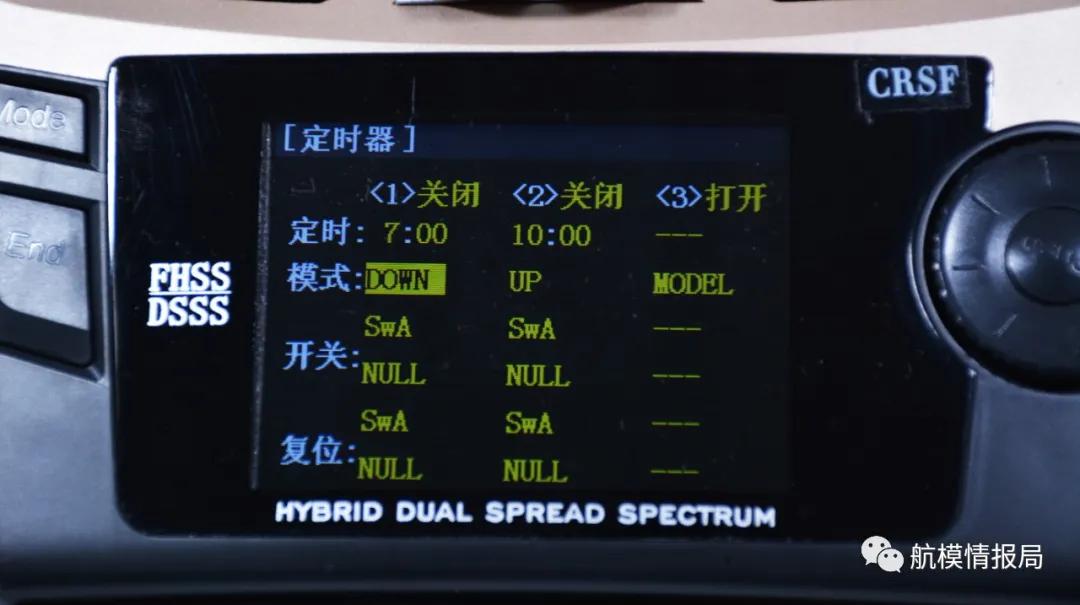 CRSF
Mode
[定时器]
<1>关闭 <2>关闭 <3>打开
定时: 7:00 10:00 ---
End
模式:DOWN UP MODEL
FHSS
DSSS
SwA SwA ---
开关:
NULL NULL ---
SwA SwA ---
复位:
NULL NULL ---
HYBRID DUAL SPREAD SPECTRUM
航模情报局